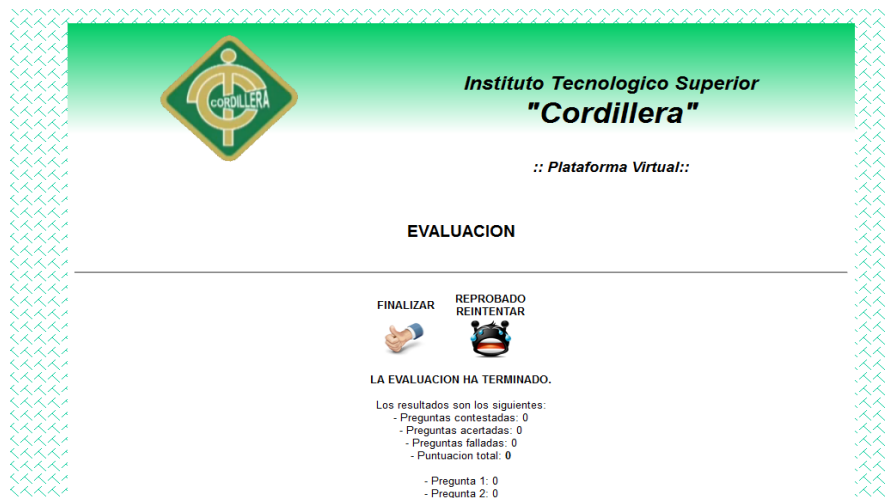 CORDILLERA
Instituto Tecnologico Superior
"Cordillera"
:: Plataforma Virtual::
EVALUACION
FINALIZAR
REPROBADO
REINTENTAR
LA EVALUACION HA TERMINADO.
Los resultados son los siguientes:
- Preguntas contestadas: 0
- Preguntas acertadas: 0
- Preguntas falladas: 0
- Puntuacion total: 0
- Pregunta 1: 0
- Pregunta 2: 0